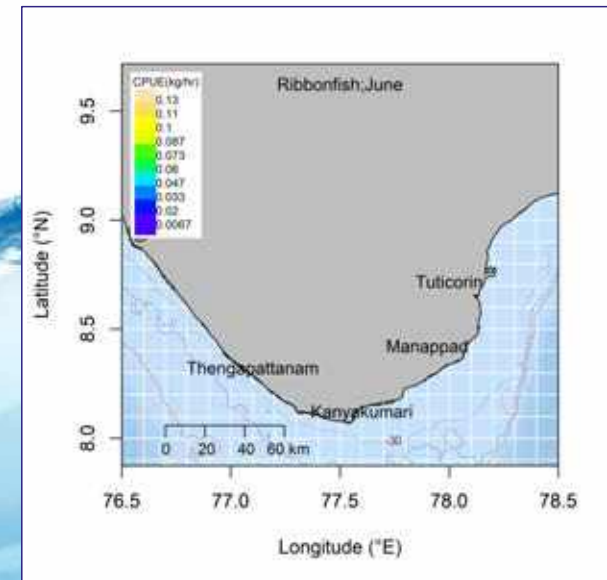 Ribbonfish;June
CPUE(kg/hr)
0.13
0.11
0.1
0.087
0.073
0.06
0.047
0.033
0.02
0.0067
9.5
9.0
8.5
8.0
Latitude (°N)
Tuticorin
Manappad
Thengapattanam
Kanyakumari
-30
0 20 40 60 km
76.5 77.0 77.5 78.0 78.5
Longitude (°E)